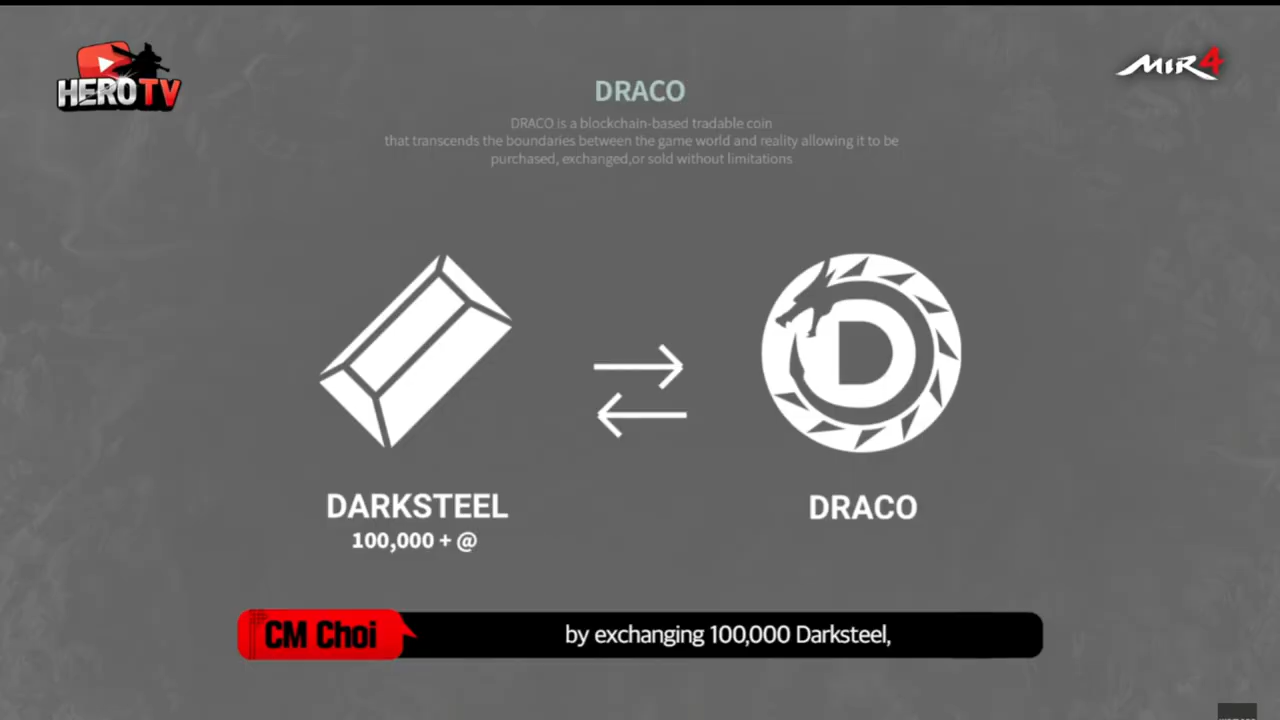 HERO TV
MIR4
DRACO
DRACO is a blockchain-based tradable coin
that transcends the boundaries between the game world and reality allowing it to be
purchased, exchanged,or sold without limitations
D
DARKSTEEL
DRACO
100,000 + @
CM Choi
by exchanging 100,000 Darksteel,